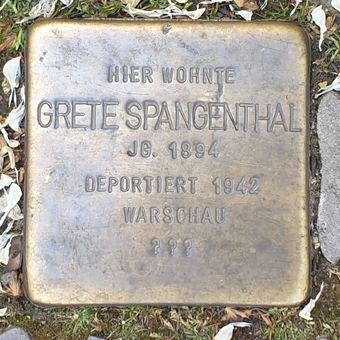 HIER WOHNTE
GRETE SPANGENTHAL
JG. 1894
DEPORTIERT 1942
WARSCHAU
???